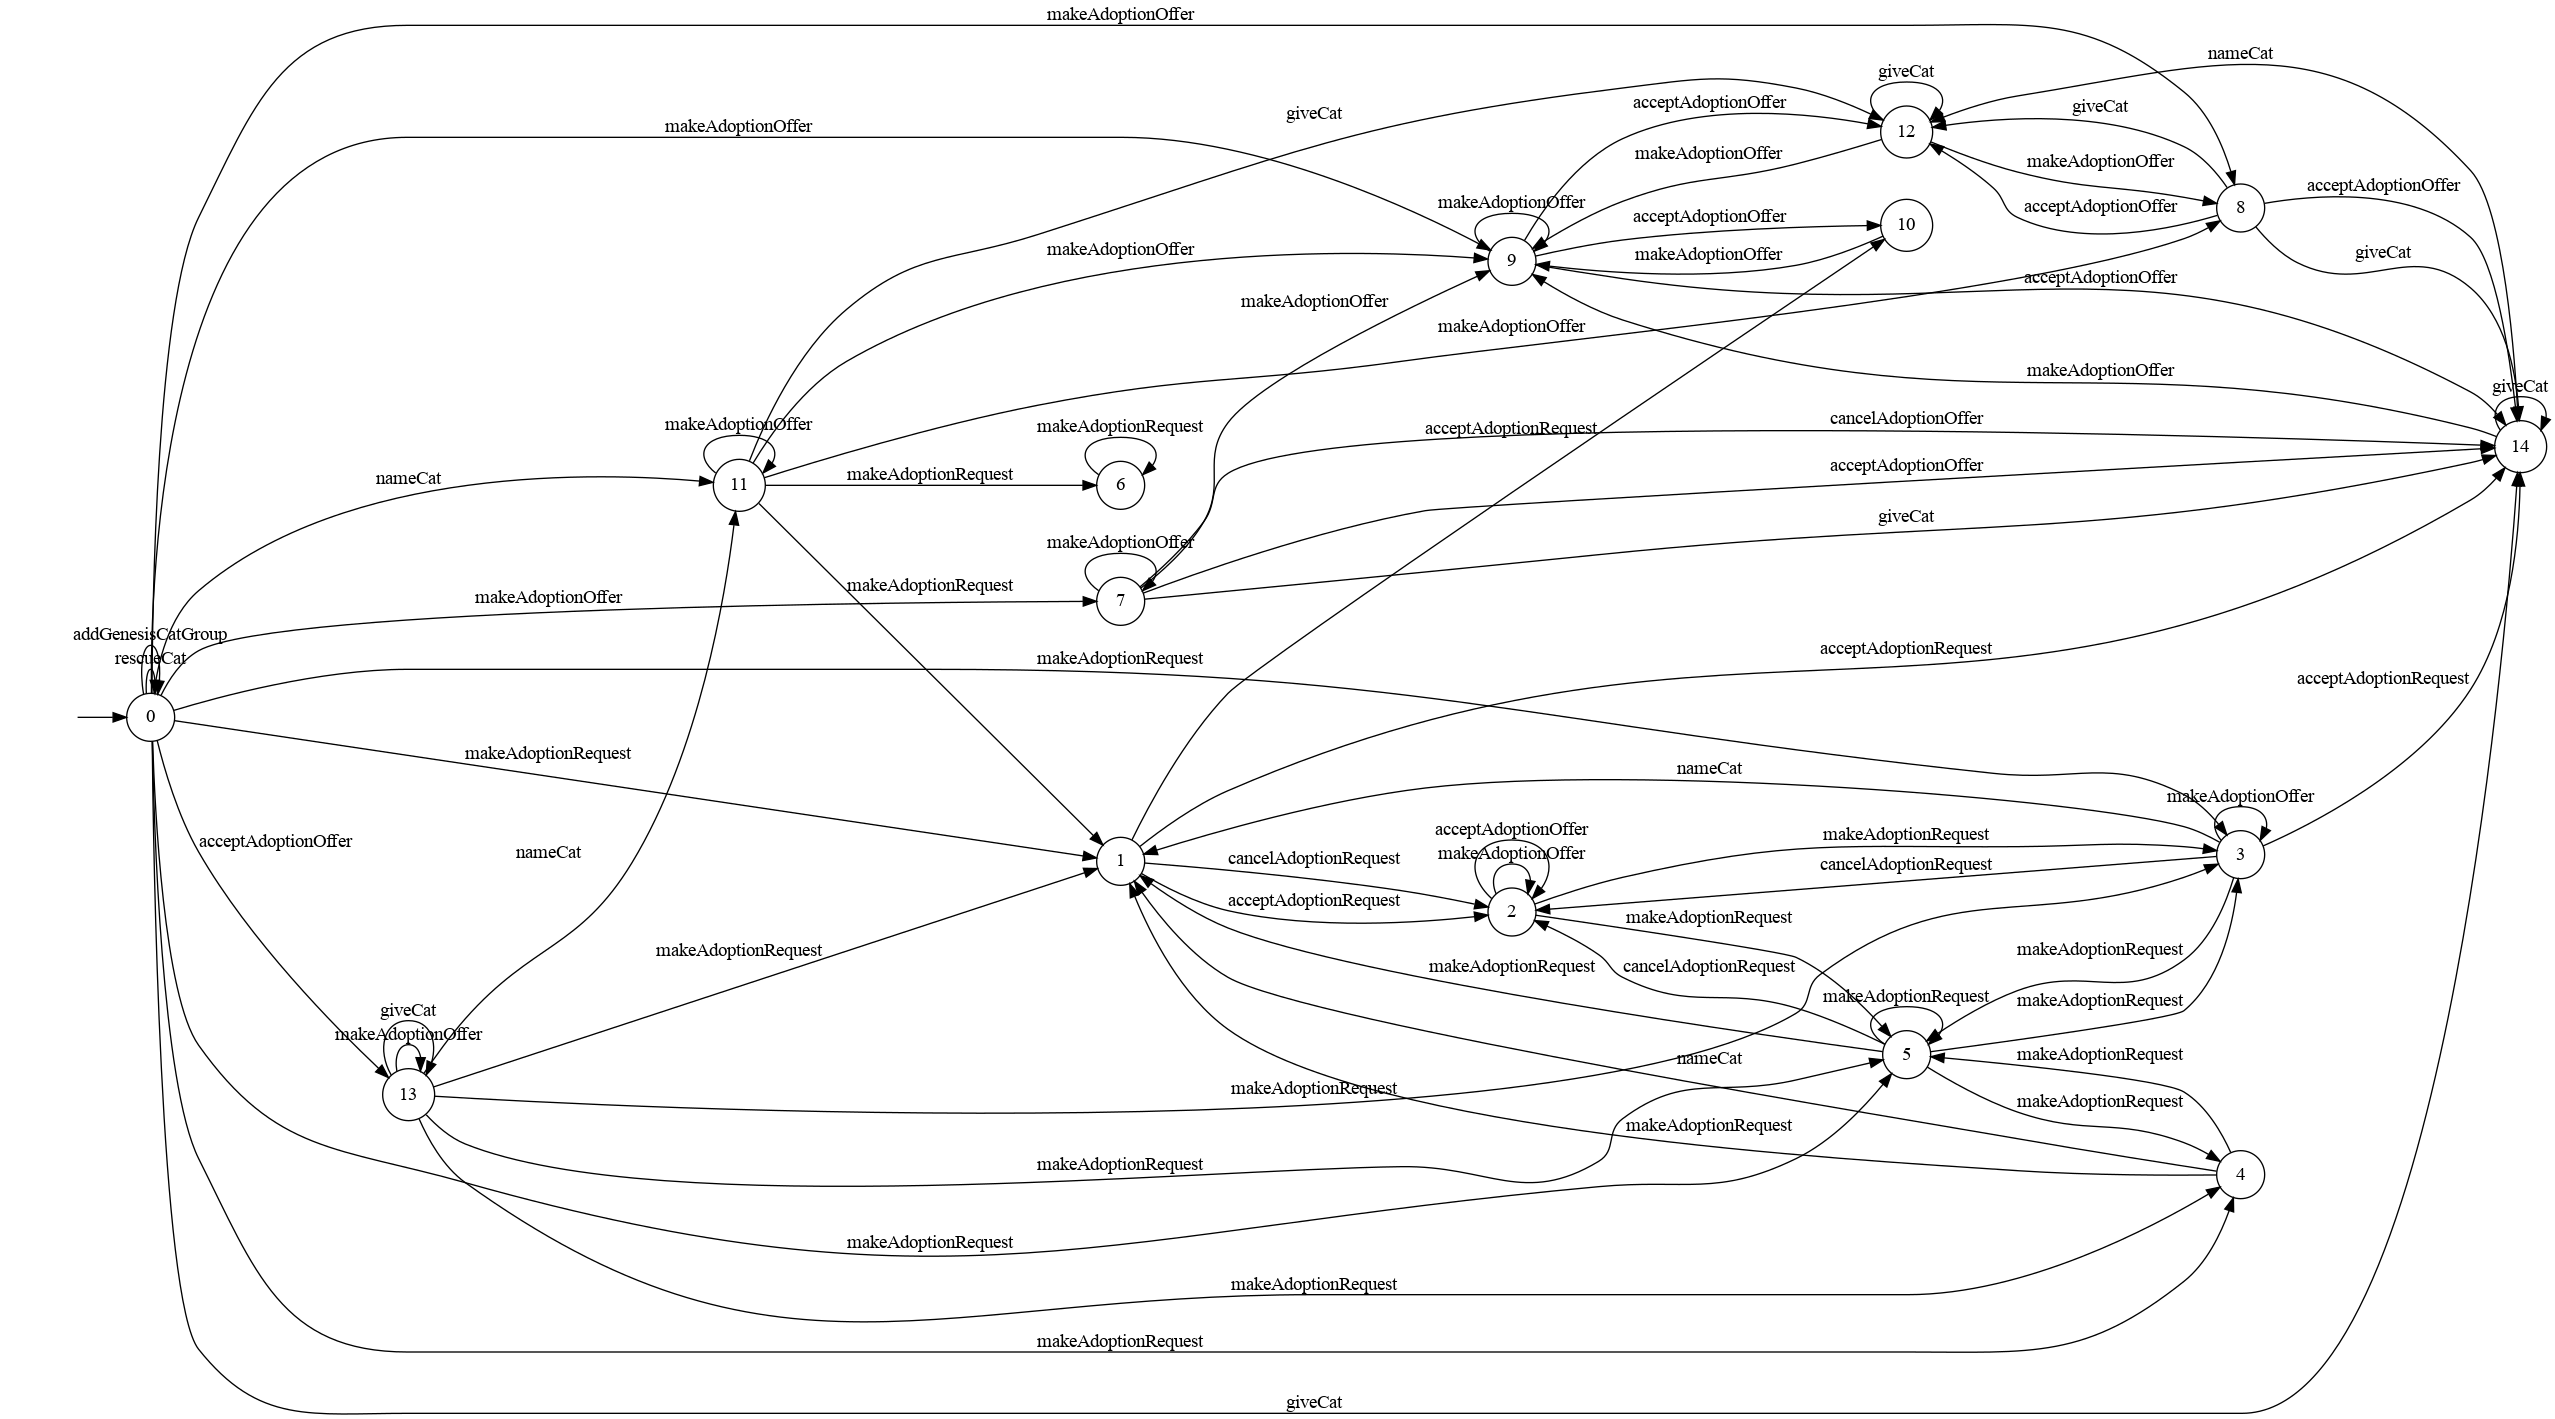 makeAdoptionOffer
nameCat
giveCat
acceptAdoptionOffer
giveCat
giveCat
makeAdoptionOffer
makeAdoptionOffer
12
makeAdoptionOffer
acceptAdoptionOffer
makeAdoptionOffer
acceptAdoptionOffer
8
acceptAdoptionOffer
10
makeAdoptionOffer
makeAdoptionOffer
giveCat
9
acceptAdoptionOffer
makeAdoptionOffer
makeAdoptionOffer
makeAdoptionOffer
giveCat
cancelAdoptionOffer
makeAdoptionOffer
makeAdoptionRequest
acceptAdoptionRequest
14
acceptAdoptionOffer
nameCat
makeAdoptionRequest
11
6
giveCat
makeAdoptionOffer
makeAdoptionRequest
makeAdoptionOffer
7
addGenesisCatGroup
rescueCat
acceptAdoptionRequest
makeAdoptionRequest
acceptAdoptionRequest
0
makeAdoptionRequest
nameCat
makeAdoptionOffer
acceptAdoptionOffer
makeAdoptionRequest
acceptAdoptionOffer
nameCat
makeAdoptionOffer
3
cancelAdoptionRequest
1
cancelAdoptionRequest
acceptAdoptionRequest
2
makeAdoptionRequest
makeAdoptionRequest
makeAdoptionRequest
makeAdoptionRequest
cancelAdoptionRequest
makeAdoptionRequest
makeAdoptionRequest
giveCat
makeAdoptionOffer
5
makeAdoptionRequest
nameCat
makeAdoptionRequest
13
makeAdoptionRequest
makeAdoptionRequest
makeAdoptionRequest
4
makeAdoptionRequest
makeAdoptionRequest
makeAdoptionRequest
giveCat